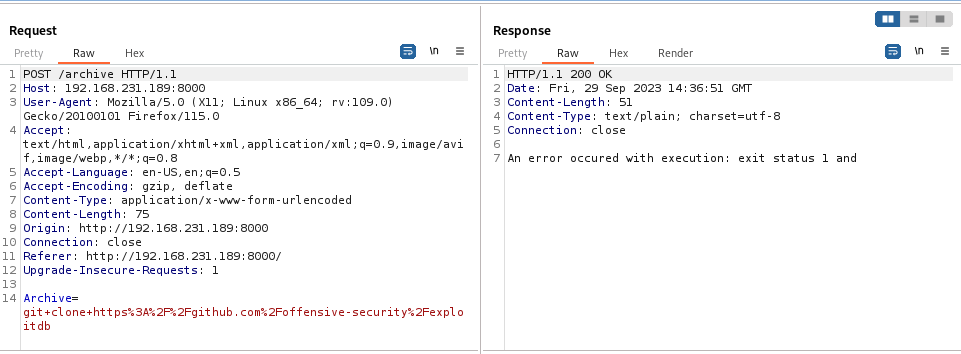 Request
Pretty Raw Hex \n
1 POST /archive HTTP/1.1
2 Host: 192.168.231.189:8000
3 User-Agent: Mozilla/5.0 (X11; Linux x86_64; rv:109.0)
Gecko/20100101 Firefox/115.0
4 Accept:
text/html,application/xhtml+xml,application/xml;q=0.9,image/avi
f,image/webp,*/*;q=0.8
5 Accept-Language: en-US,en;q=0.5
6 Accept-Encoding: gzip, deflate
7 Content-Type: application/x-www-form-urlencoded
8 Content-Length: 75
9 Origin: http://192.168.231.189:8000
10 Connection: close
11 Referer: http://192.168.231.189:8000/
12 Upgrade-Insecure-Requests: 1
13
14 Archive=
git+clone+https%3A%2F%2Fgithub.com%2Foffensive-security%2Fexplo
itdb
Response
Pretty Raw Hex Render \n
1 HTTP/1.1 200 OK
2 Date: Fri, 29 Sep 2023 14:36:51 GMT
3 Content-Length: 51
4 Content-Type: text/plain; charset=utf-8
5 Connection: close
6
7 An error occured with execution: exit status 1 and